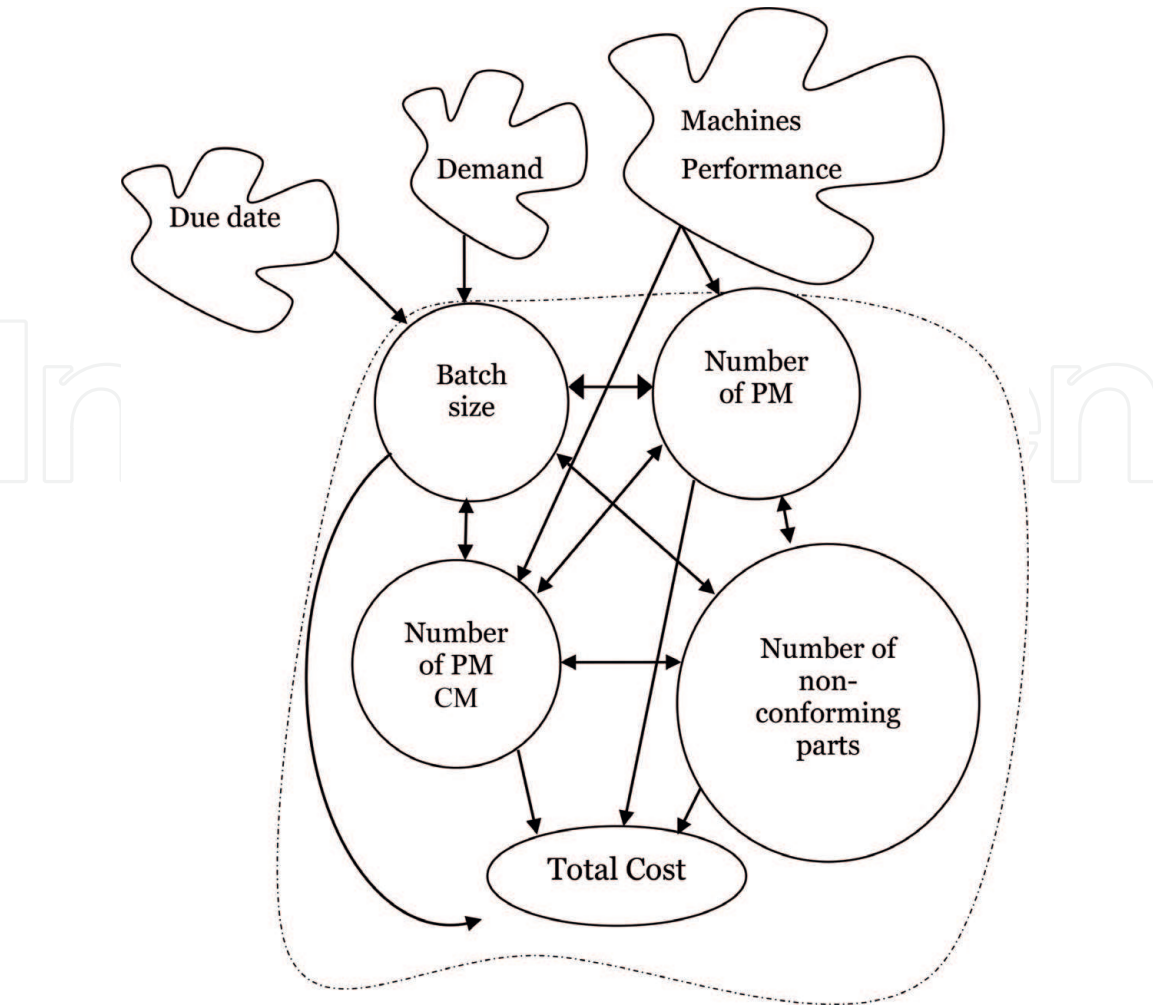 Machines
Performance
Demand
Due date
Batch
size
Number
of PM
Number
of PM
CM
Number of
non-
conforming
parts
Total Cost